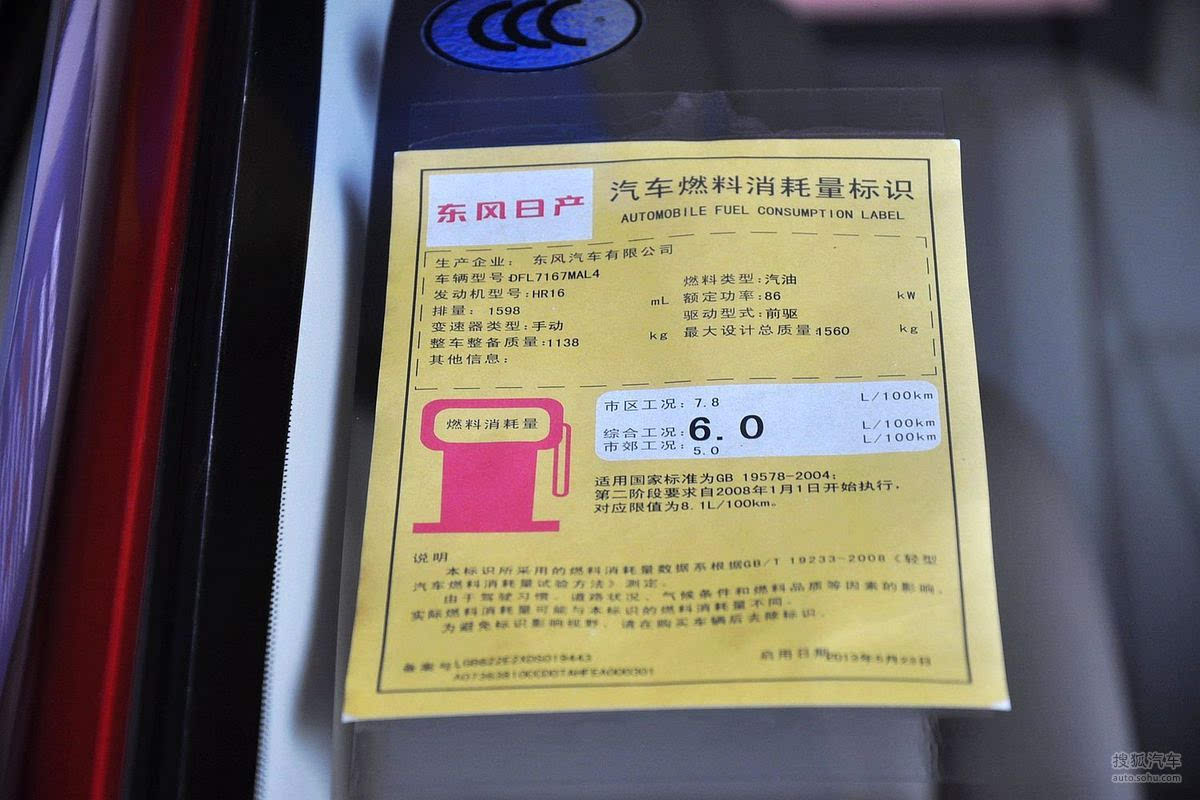 CCC
东风日产
汽车燃料消耗量标识
AUTOMOBILE FUEL CONSUMPTION LABEL
生产企业: 东风汽车有限公司
车辆型号:DFL7167MAL4
燃料类型:汽油
发动机型号:HR16
额定功率:86 kW
排量: 1598 mL
驱动型式:前驱
变速器类型:手动
最大设计总质量:1560 kg
整车整备质量:1138 kg
其他信息:
燃料消耗量
市区工况: 7.8 L/100km
综合工况: 6.0 L/100km
市郊工况: 5.0 L/100km
适用国家标准为GB 19578-2004;
第二阶段要求自2008年1月1日开始执行,
对应限值为8.1L/100km。
说明
本标识所采用的燃料消耗量数据系根据GB/T 19233-2008《轻型
汽车燃料消耗量试验方法》测定。
由于驾驶习惯、道路状况、气候条件和燃料品质等因素的影响,
实际燃料消耗量可能与本标识的燃料消耗量不同。
为避免标识影响视野, 请在购买车辆后去除标识.
备案号
启用日期2013年5月23日
搜狐汽车
auto.sohu.com